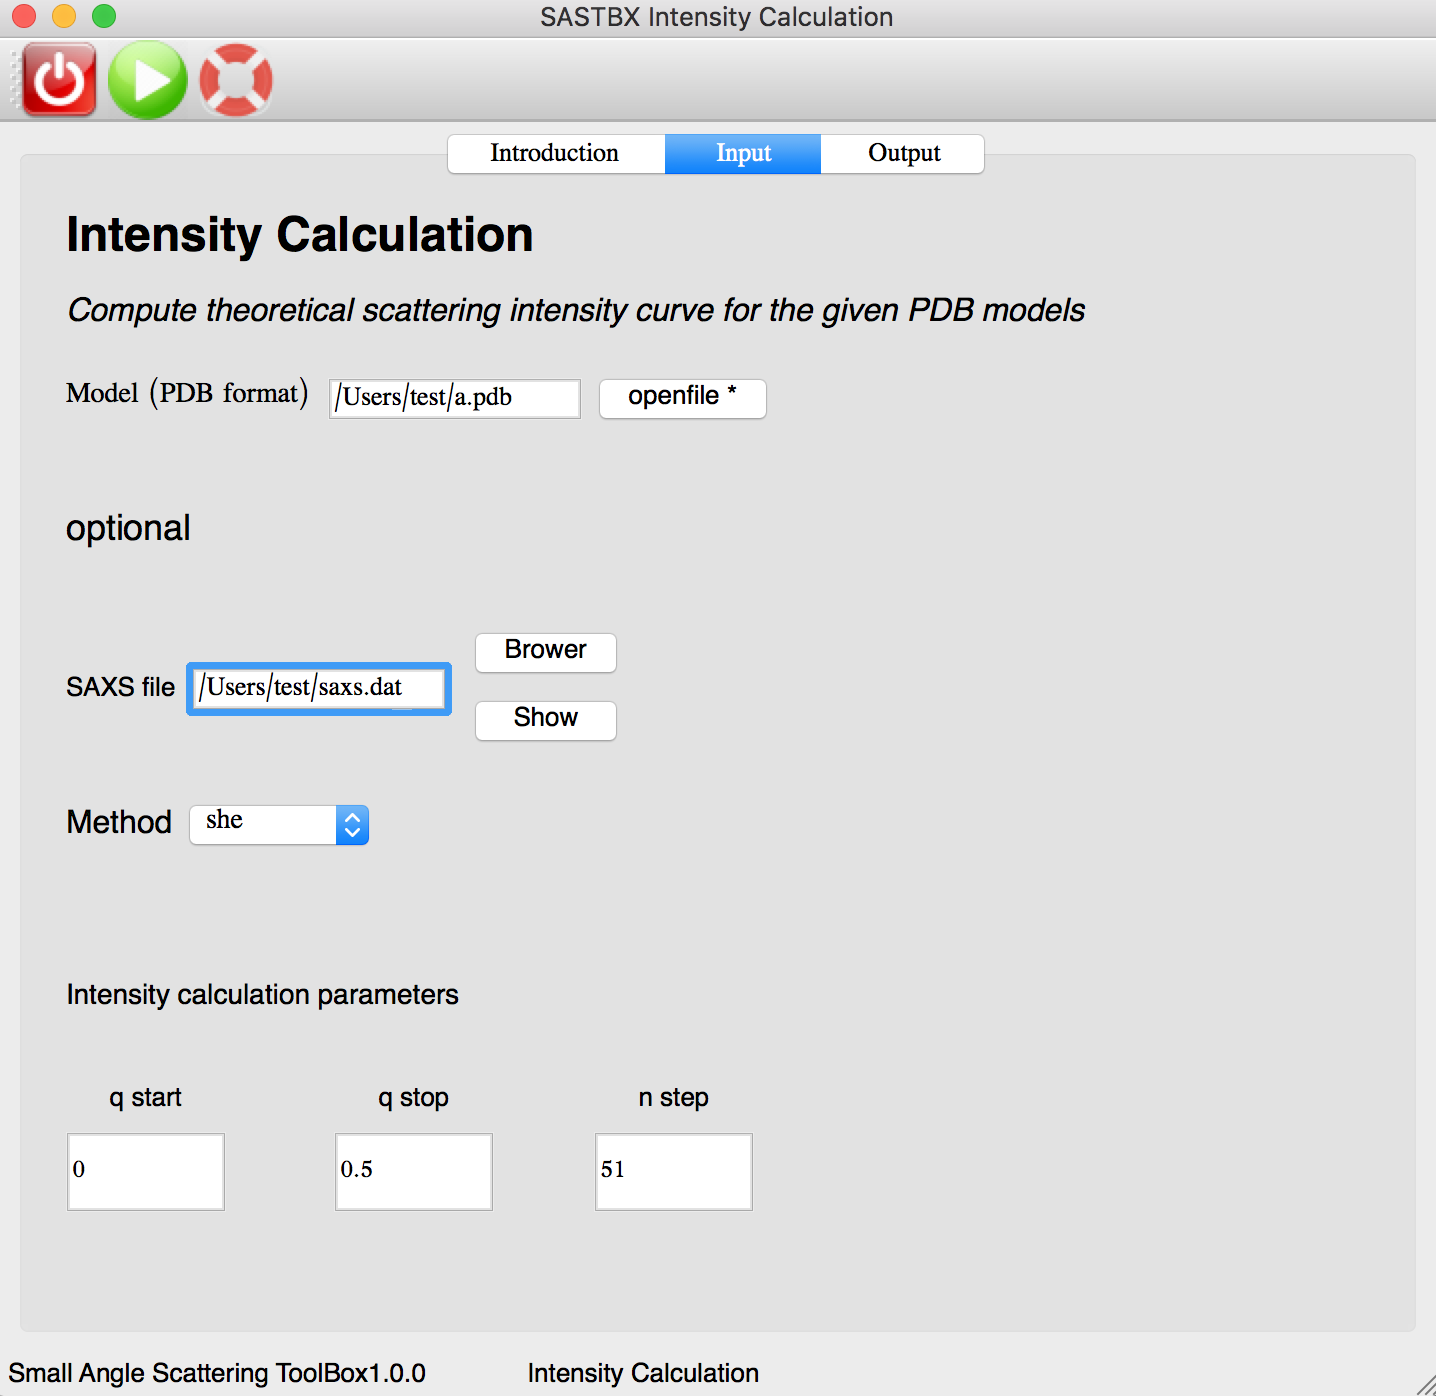 SASTBX Intensity Calculation
Introduction Input Output
Intensity Calculation
Compute theoretical scattering intensity curve for the given PDB models
Model (PDB format) /Users/test/a.pdb openfile *
optional
Brower
SAXS file /Users/test/saxs.dat
Show
Method she
Intensity calculation parameters
q start q stop n step
0 0.5 51
Small Angle Scattering ToolBox1.0.0 Intensity Calculation